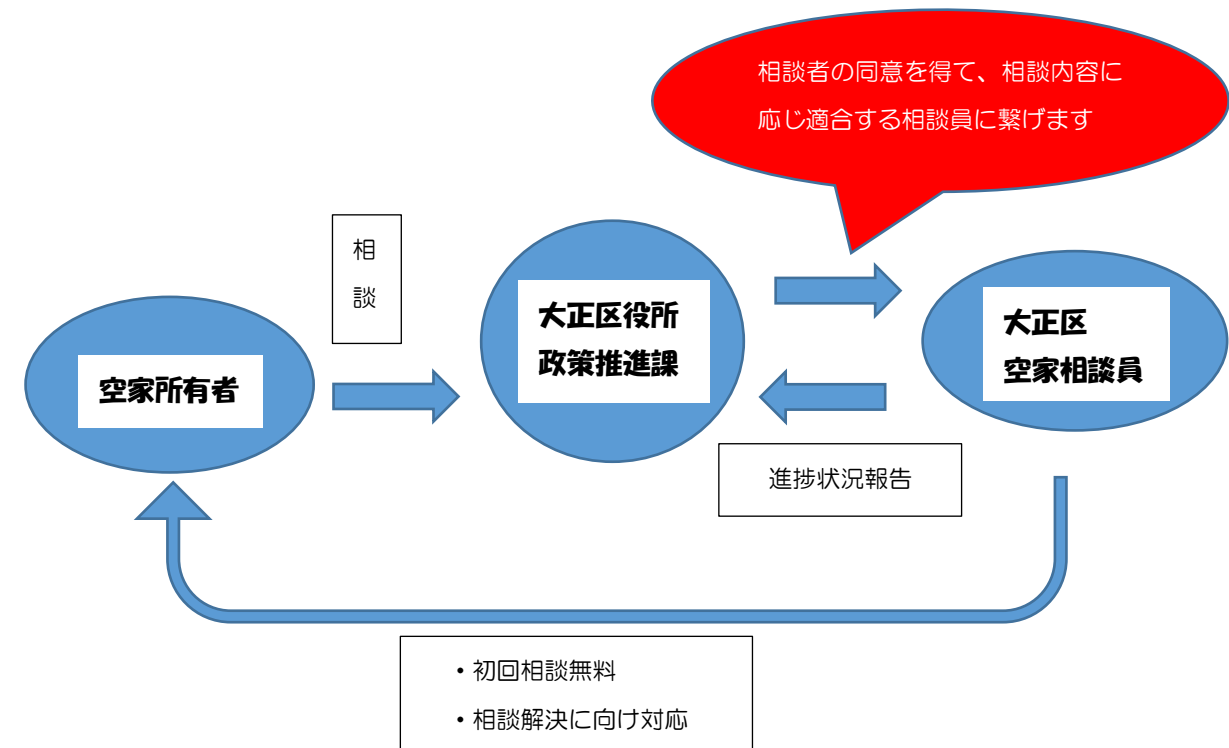 相談者の同意を得て、相談内容に
応じ適合する相談員に繋げます
相
談
大正区役所
政策推進課
大正区
空家相談員
空家所有者
進捗状況報告
・初回相談無料
・相談解決に向け対応